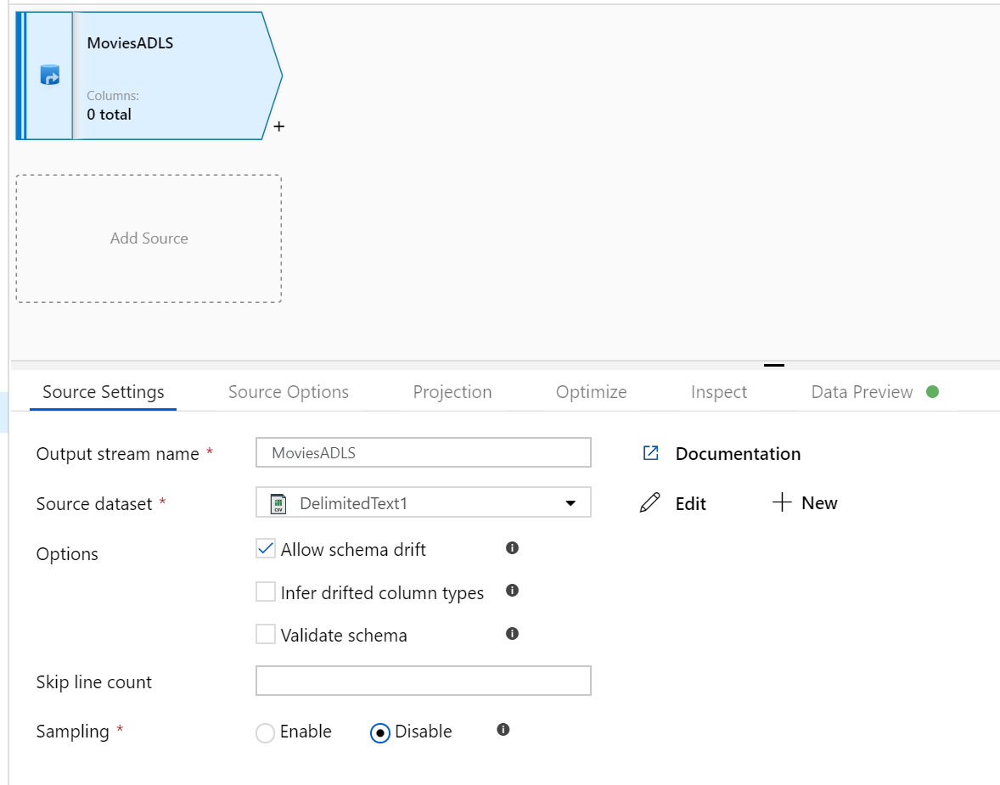 MoviesADLS
Columns:
0 total
+
Add Source
Source Settings Source Options Projection Optimize Inspect Data Preview
Output stream name * MoviesADLS Documentation
Source dataset * DelimitedText1 Edit + New
Options Allow schema drift
Infer drifted column types
Validate schema
Skip line count
Sampling * Enable Disable